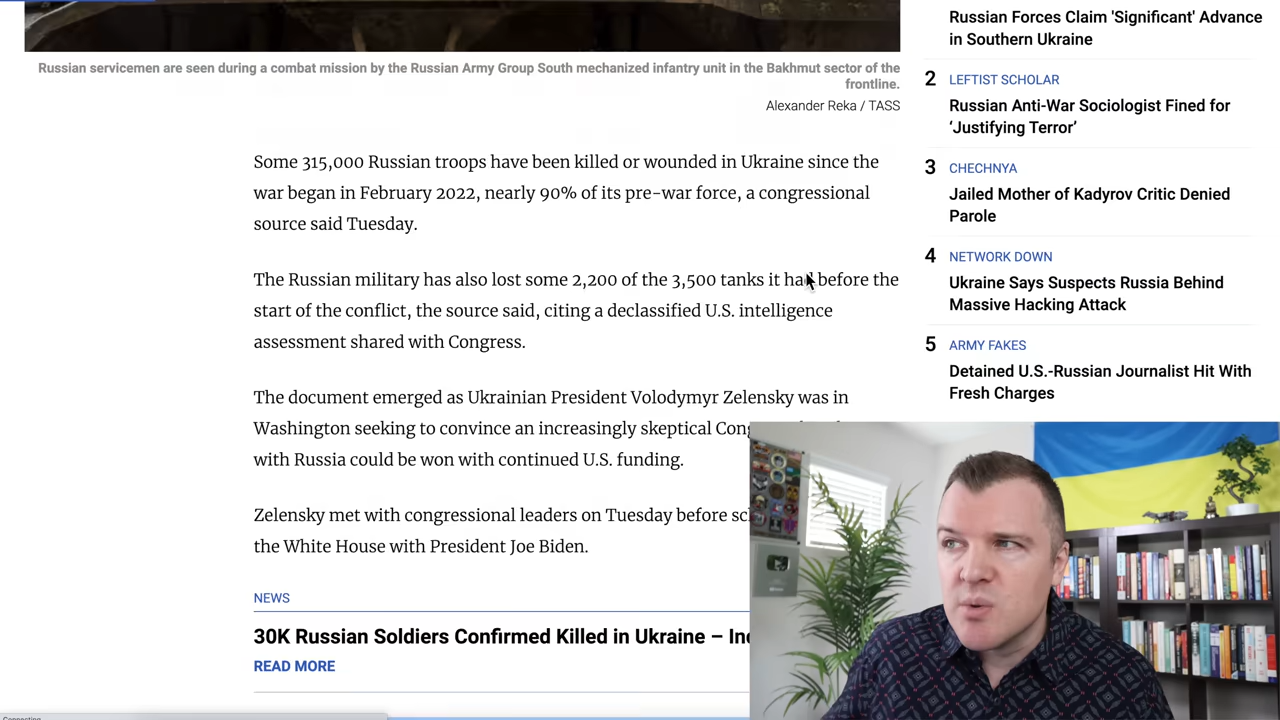 Russian servicemen are seen during a combat mission by the Russian Army Group South mechanized infantry unit in the Bakhmut sector of the
frontline.
Alexander Reka / TASS
Some 315,000 Russian troops have been killed or wounded in Ukraine since the
war began in February 2022, nearly 90% of its pre-war force, a congressional
source said Tuesday.
The Russian military has also lost some 2,200 of the 3,500 tanks it had before the
start of the conflict, the source said, citing a declassified U.S. intelligence
assessment shared with Congress.
The document emerged as Ukrainian President Volodymyr Zelensky was in
Washington seeking to convince an increasingly skeptical
with Russia could be won with continued U.S. funding.
Zelensky met with congressional leaders on Tuesday before
the White House with President Joe Biden.
NEWS
30K Russian Soldiers Confirmed Killed in Ukraine –
READ MORE
Russian Forces Claim 'Significant' Advance
in Southern Ukraine
2 LEFTIST SCHOLAR
Russian Anti-War Sociologist Fined for
‘Justifying Terror’
3 CHECHNYA
Jailed Mother of Kadyrov Critic Denied
Parole
4 NETWORK DOWN
Ukraine Says Suspects Russia Behind
Massive Hacking Attack
5 ARMY FAKES
Detained U.S.-Russian Journalist Hit With
Fresh Charges